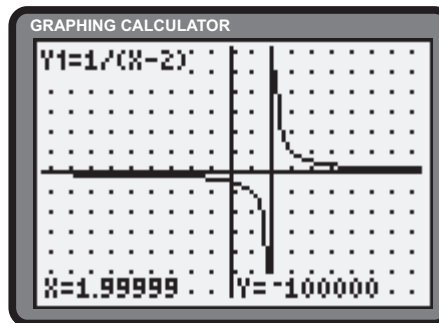 GRAPHING CALCULATOR
Y1=1/(X-2)
X=1.99999 Y=-100000